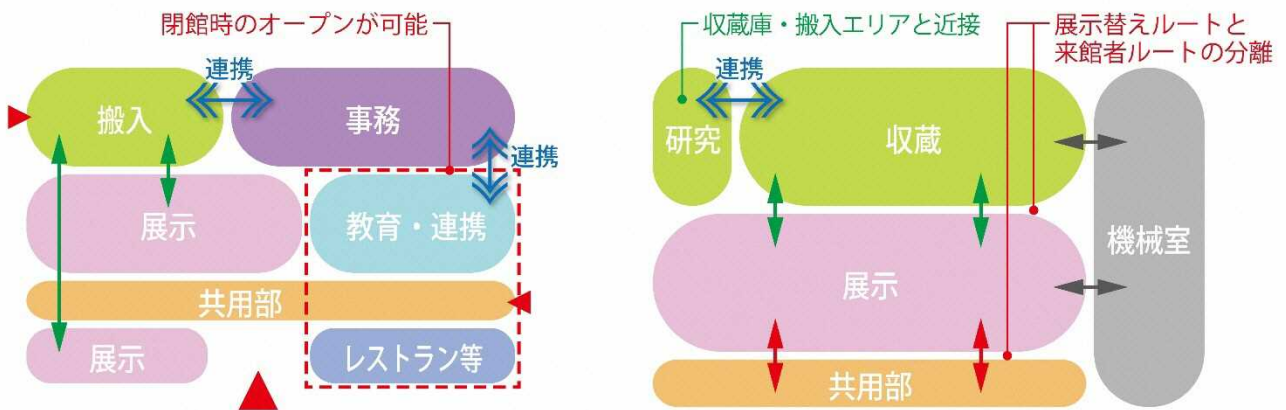 閉館時のオープンが可能
連携
搬入
事務
連携
展示
教育・連携
共用部
展示
レストラン等
収蔵庫・搬入エリアと近接
展示替えルートと
来館者ルートの分離
連携
研究
収蔵
機械室
展示
共用部